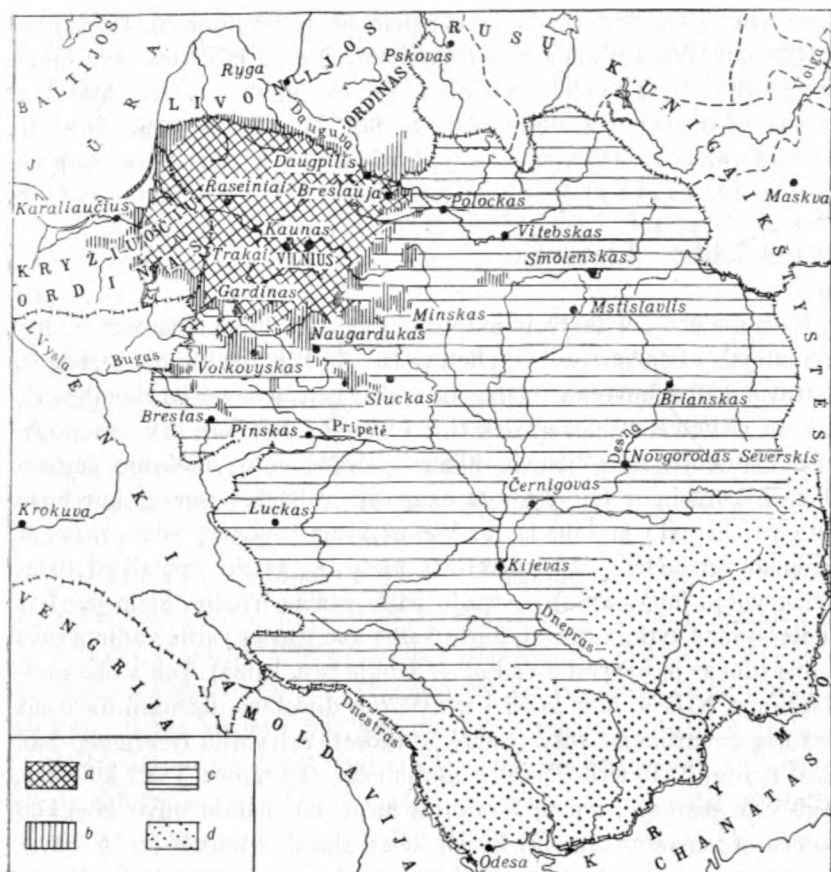 BALTIJOS
JŪRA
LIVONIJOS
ORDINAS
Ryga
Pskovas
RUSŲ
KUNIGAIKŠTYSTĖS
Volga
Dauguva
Daugpilis
Raseiniai
Breslauja
Karaliaučius
Polockas
Maskva
Kaunas
Vitebskas
KRYŽIUOČIŲ
ORDINAS
Trakai
VILNIUS
Smolenskas
Gardinas
Mstislavlis
Minskas
Naugardukas
Vysla
Bugas
Volkovyskas
Sluckas
Brianskas
Brestas
Pinskas
Pripetė
Desna
Novgorodas Severskis
Černigovas
Krokuva
Luckas
Kijevas
VENGRIJA
Dnepras
Dnestras
MOLDAVA
a
c
b
d
Odesa
KRYMO
CHANATAS